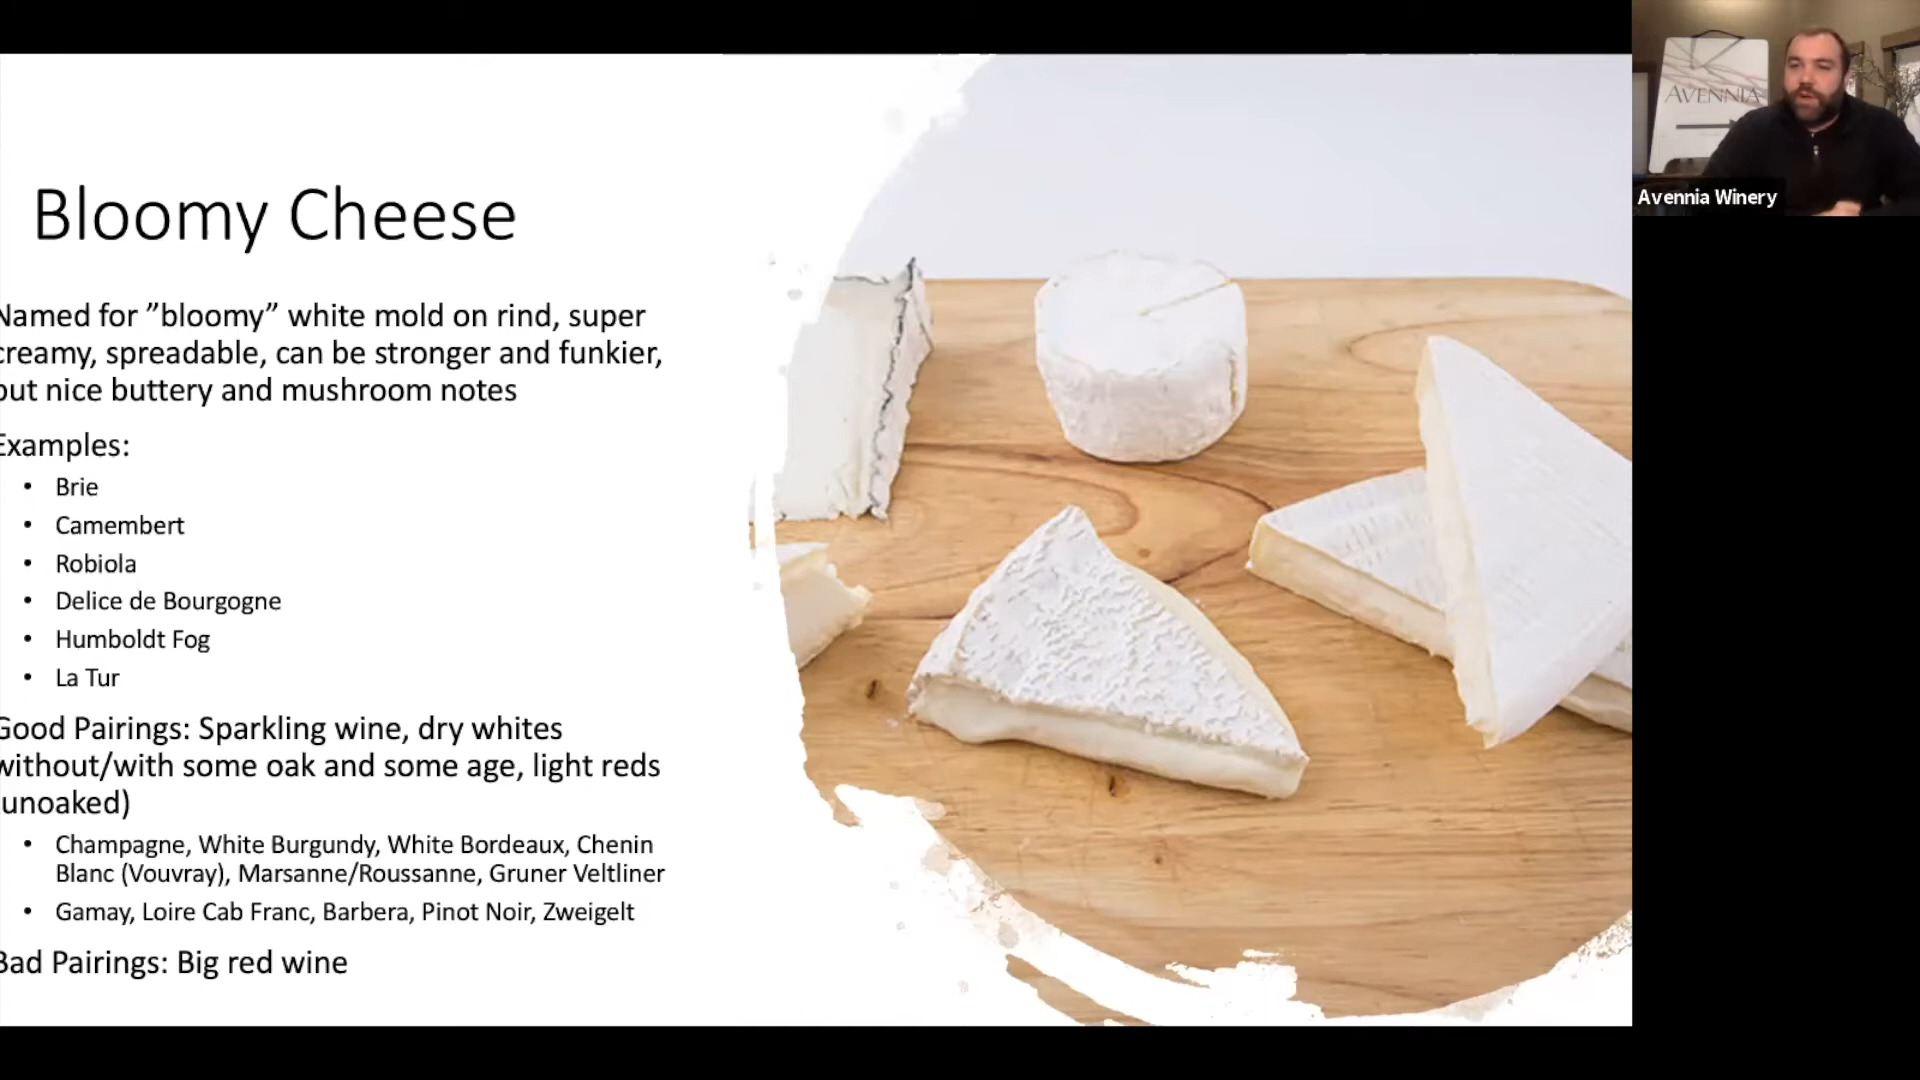 Bloomy Cheese
Named for ”bloomy” white mold on rind, super
creamy, spreadable, can be stronger and funkier,
but nice buttery and mushroom notes
Examples:
• Brie
• Camembert
• Robiola
• Delice de Bourgogne
• Humboldt Fog
• La Tur
Good Pairings: Sparkling wine, dry whites
without/with some oak and some age, light reds
unoaked)
• Champagne, White Burgundy, White Bordeaux, Chenin
Blanc (Vouvray), Marsanne/Roussanne, Gruner Veltliner
• Gamay, Loire Cab Franc, Barbera, Pinot Noir, Zweigelt
Bad Pairings: Big red wine
AVENNIA
Avennia Winery